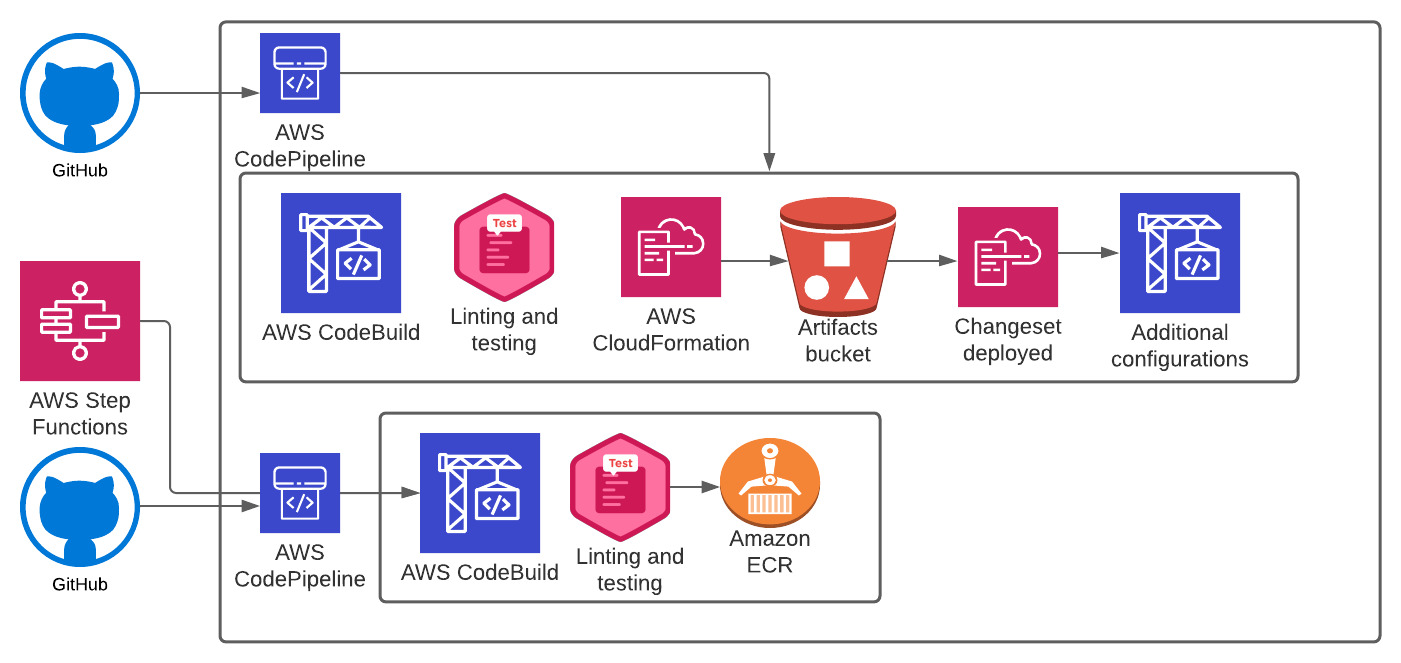 GitHub
AWS
CodePipeline
AWS CodeBuild
Test
Linting and
testing
AWS
CloudFormation
Artifacts
bucket
Changeset
deployed
Additional
configurations
AWS Step
Functions
GitHub
AWS
CodePipeline
AWS CodeBuild
Test
Linting and
testing
Amazon
ECR